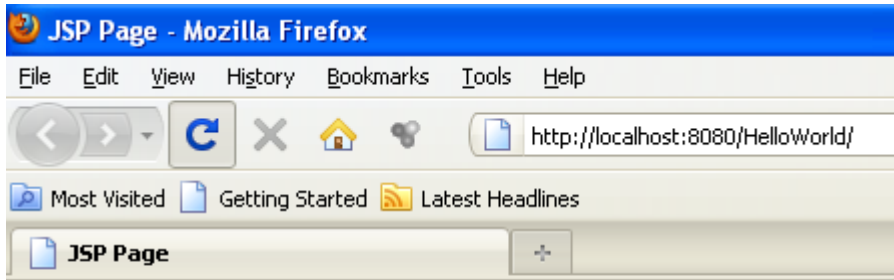 JSP Page - Mozilla Firefox
File Edit View History Bookmarks Tools Help
http://localhost:8080/HelloWorld/
Most Visited Getting Started Latest Headlines
JSP Page